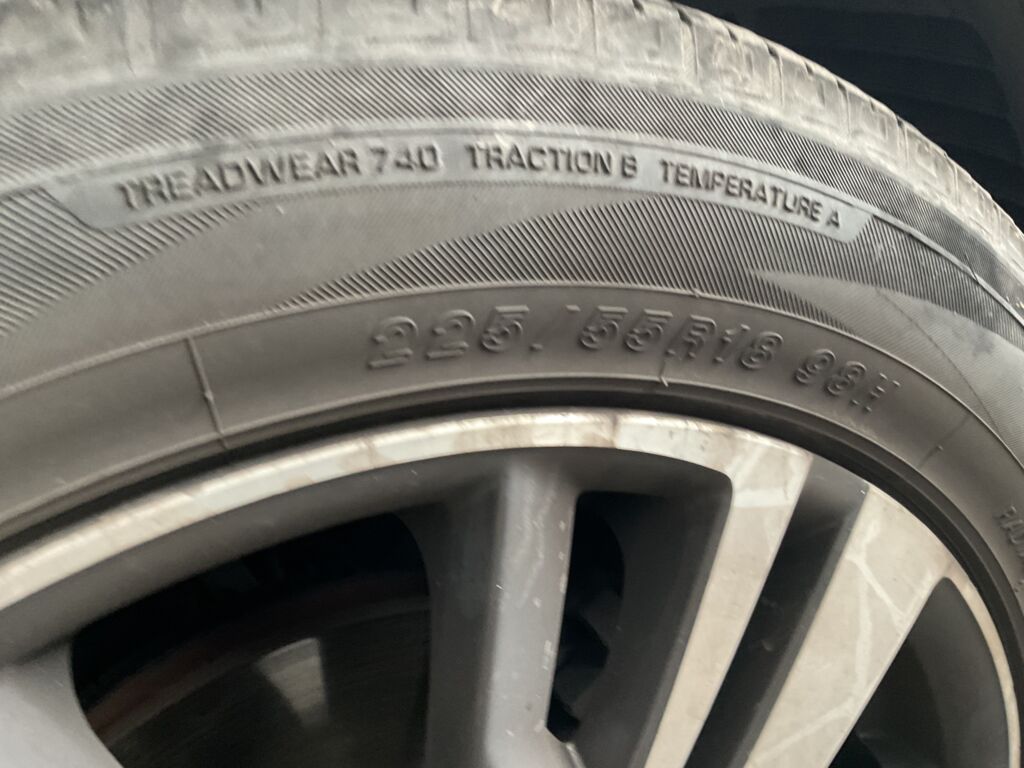 TREADWEAR 740 TRACTION B TEMPERATURE A
225/55R18 98H